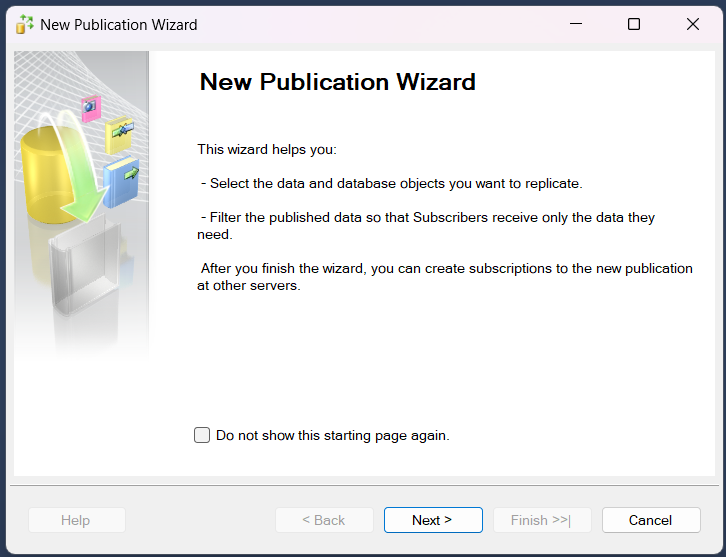 New Publication Wizard
New Publication Wizard
This wizard helps you:
- Select the data and database objects you want to replicate.
- Filter the published data so that Subscribers receive only the data they
need.
After you finish the wizard, you can create subscriptions to the new publication
at other servers.
Do not show this starting page again.
Help
< Back
Next >
Finish >>|
Cancel